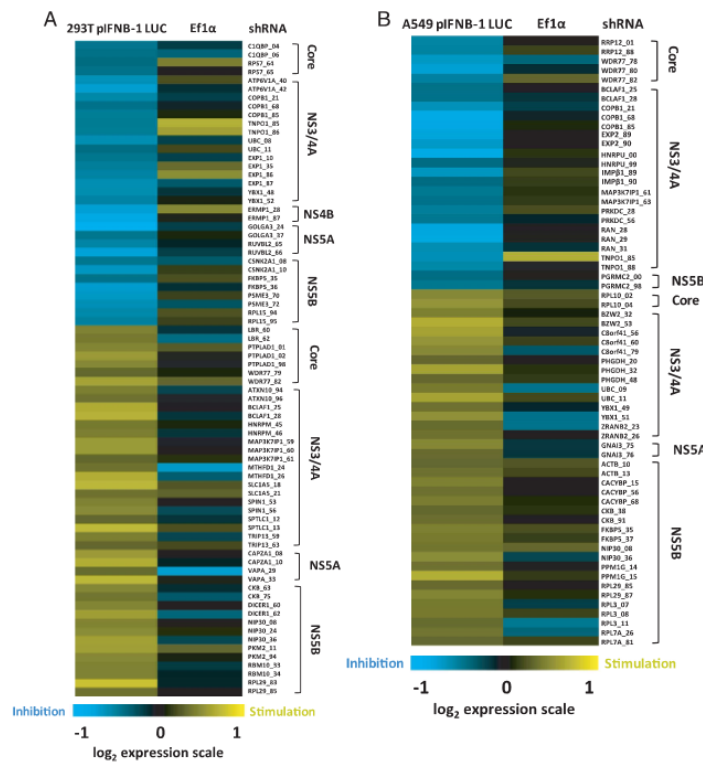 A
293T pIFNB-1 LUC Ef1α shRNA
C1QBP_04
C1QBP_06
RPS7_64
RPS7_65
Core
ATP6V1A_40
ATP6V1A_42
COPB1_21
COPB1_68
COPB1_85
TNPO1_85
TNPO1_86
UBC_08
UBC_11
EXP1_10
EXP1_35
EXP1_86
EXP1_87
YBX1_48
YBX1_52
NS3/4A
ERMP1_28
ERMP1_87
NS4B
GOLGA3_24
GOLGA3_37
RUVBL2_65
RUVBL2_66
NS5A
CSNK2A1_08
CSNK2A1_10
FKBP5_35
FKBP5_36
PSME3_70
PSME3_72
RPL15_94
RPL15_95
NS5B
LBR_60
LBR_62
PTPLAD1_01
PTPLAD1_02
PTPLAD1_98
WDR77_79
WDR77_82
Core
ATXN10_94
ATXN10_96
BCLAF1_25
BCLAF1_28
HNRPM_45
HNRPM_46
MAP3K7IP1_59
MAP3K7IP1_60
MAP3K7IP1_61
MTHFD1_24
MTHFD1_26
SLC1A5_18
SLC1A5_21
SPIN1_53
SPIN1_56
SPTLC1_12
SPTLC1_13
TRIP13_59
TRIP13_63
NS3/4A
CAPZA1_08
CAPZA1_10
VAPA_29
VAPA_33
NS5A
CKB_63
CKB_75
DICER1_60
DICER1_62
NIP30_08
NIP30_24
NIP30_36
PKM2_11
PKM2_94
RBM10_33
RBM10_34
RPL29_83
RPL29_85
NS5B
Inhibition Stimulation
-1 0 1
log2 expression scale
B
A549 pIFNB-1 LUC Ef1α shRNA
RRP12_01
RRP12_88
WDR77_78
WDR77_80
WDR77_82
Core
BCLAF1_25
BCLAF1_28
COPB1_21
COPB1_68
COPB1_85
EXP2_89
EXP2_90
HNRPU_00
HNRPU_99
IMPβ1_89
IMPβ1_90
MAP3K7IP1_61
MAP3K7IP1_63
PRKDC_28
PRKDC_56
RAN_28
RAN_29
RAN_31
TNPO1_85
TNPO1_88
NS3/4A
PGRMC2_00
PGRMC2_98
NS5B
RPL10_02
RPL10_04
Core
BZW2_32
BZW2_53
C8orf41_56
C8orf41_60
C8orf41_79
PHGDH_20
PHGDH_32
PHGDH_48
UBC_09
UBC_11
YBX1_49
YBX1_51
ZRANB2_23
ZRANB2_26
NS3/4A
GNAI3_75
GNAI3_76
NS5A
ACTB_10
ACTB_13
CACYBP_15
CACYBP_56
CACYBP_68
CKB_38
CKB_91
FKBP5_35
FKBP5_37
NIP30_08
NIP30_36
PPM1G_14
PPM1G_15
RPL29_85
RPL29_87
RPL3_07
RPL3_08
RPL3_11
RPL7A_26
RPL7A_81
NS5B
Inhibition Stimulation
-1 0 1
log2 expression scale